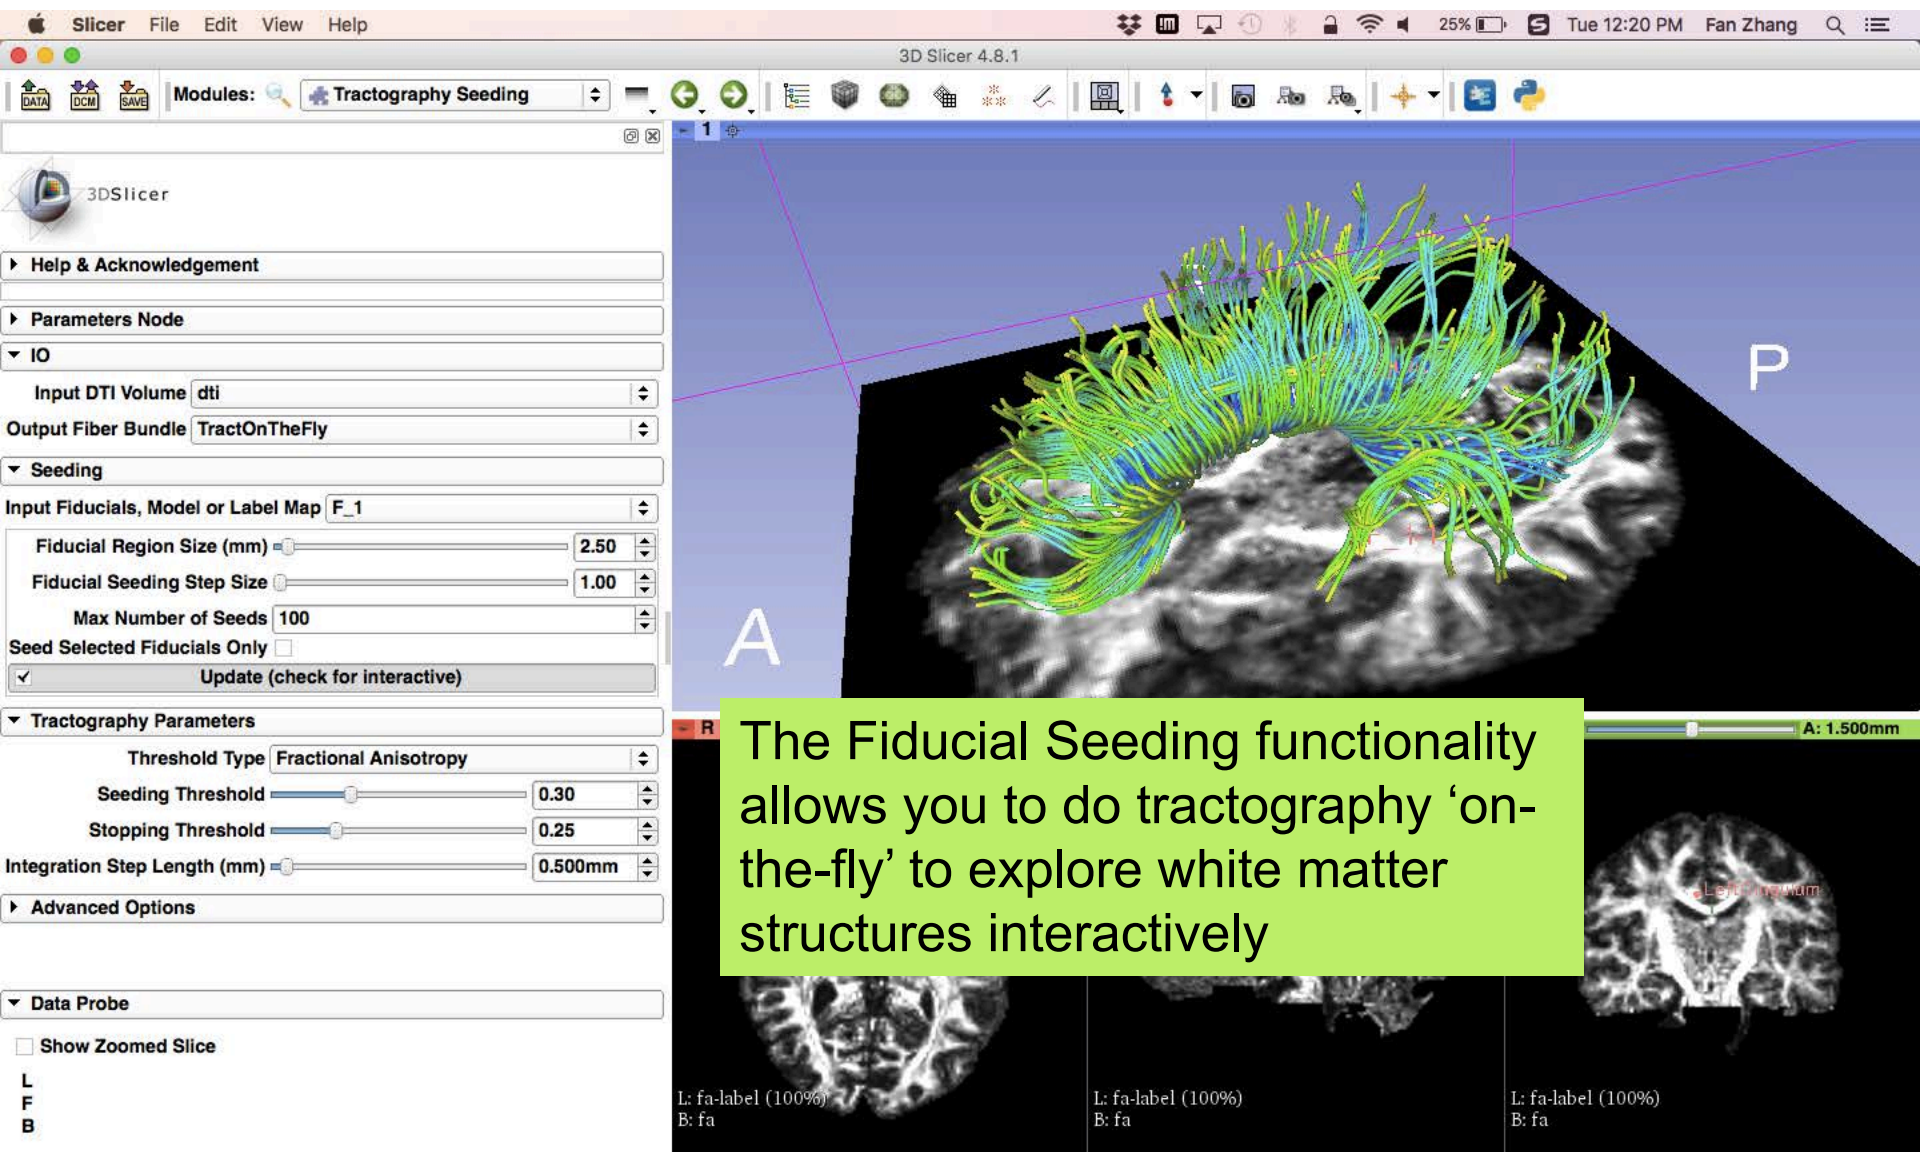 Slicer File Edit View Help 25% Tue 12:20 PM Fan Zhang
3D Slicer 4.8.1
DATA DCM SAVE Modules: Tractography Seeding
1
3DSlicer
Help & Acknowledgement
Parameters Node
IO
Input DTI Volume dti
Output Fiber Bundle TractOnTheFly
Seeding
Input Fiducials, Model or Label Map F_1
Fiducial Region Size (mm) 2.50
Fiducial Seeding Step Size 1.00
Max Number of Seeds 100
Seed Selected Fiducials Only
Update (check for interactive)
Tractography Parameters
Threshold Type Fractional Anisotropy
Seeding Threshold 0.30
Stopping Threshold 0.25
Integration Step Length (mm) 0.500mm
Advanced Options
Data Probe
Show Zoomed Slice
L
F
B
P
A
R
A: 1.500mm
The Fiducial Seeding functionality
allows you to do tractography ‘on-
the-fly’ to explore white matter
structures interactively
L: fa-label (100%)
B: fa
L: fa-label (100%)
B: fa
L: fa-label (100%)
B: fa